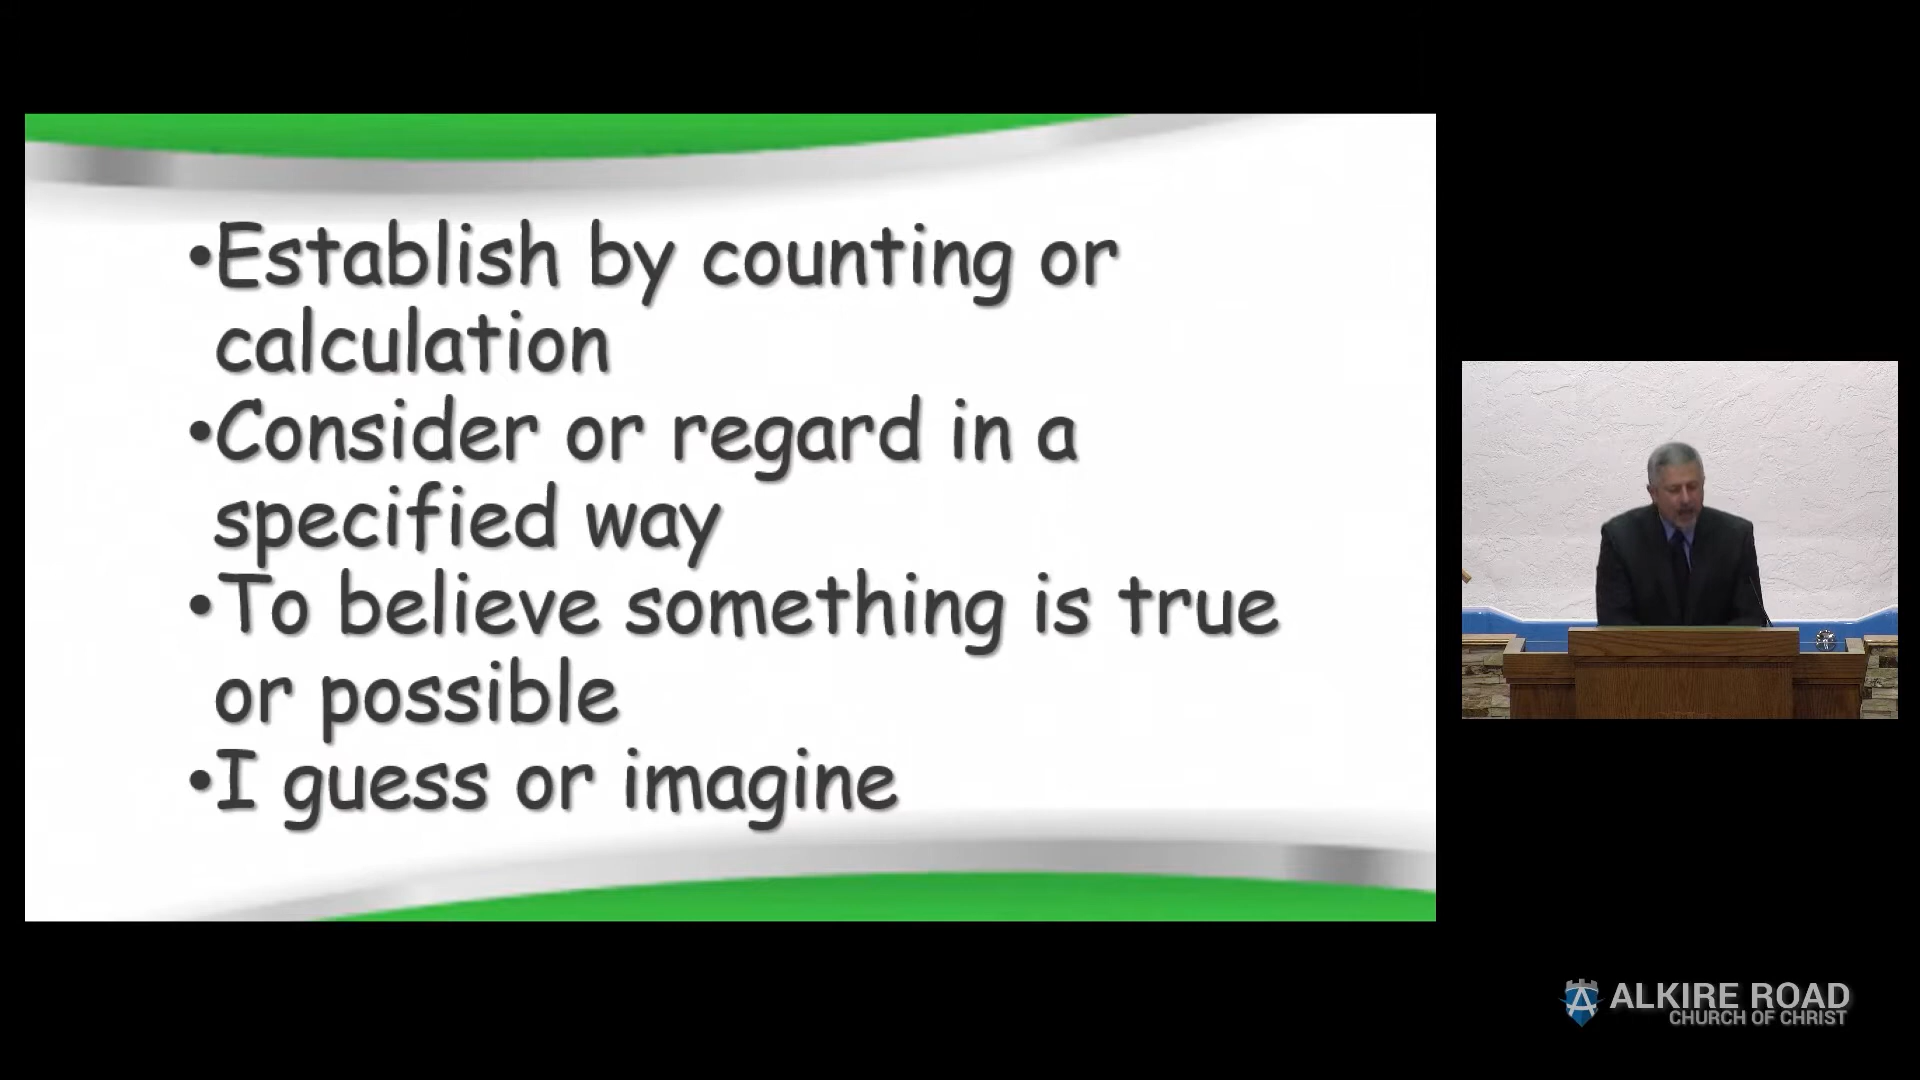 •Establish by counting or
calculation
•Consider or regard in a
specified way
•To believe something is true
or possible
•I guess or imagine
ALKIRE ROAD
CHURCH OF CHRIST